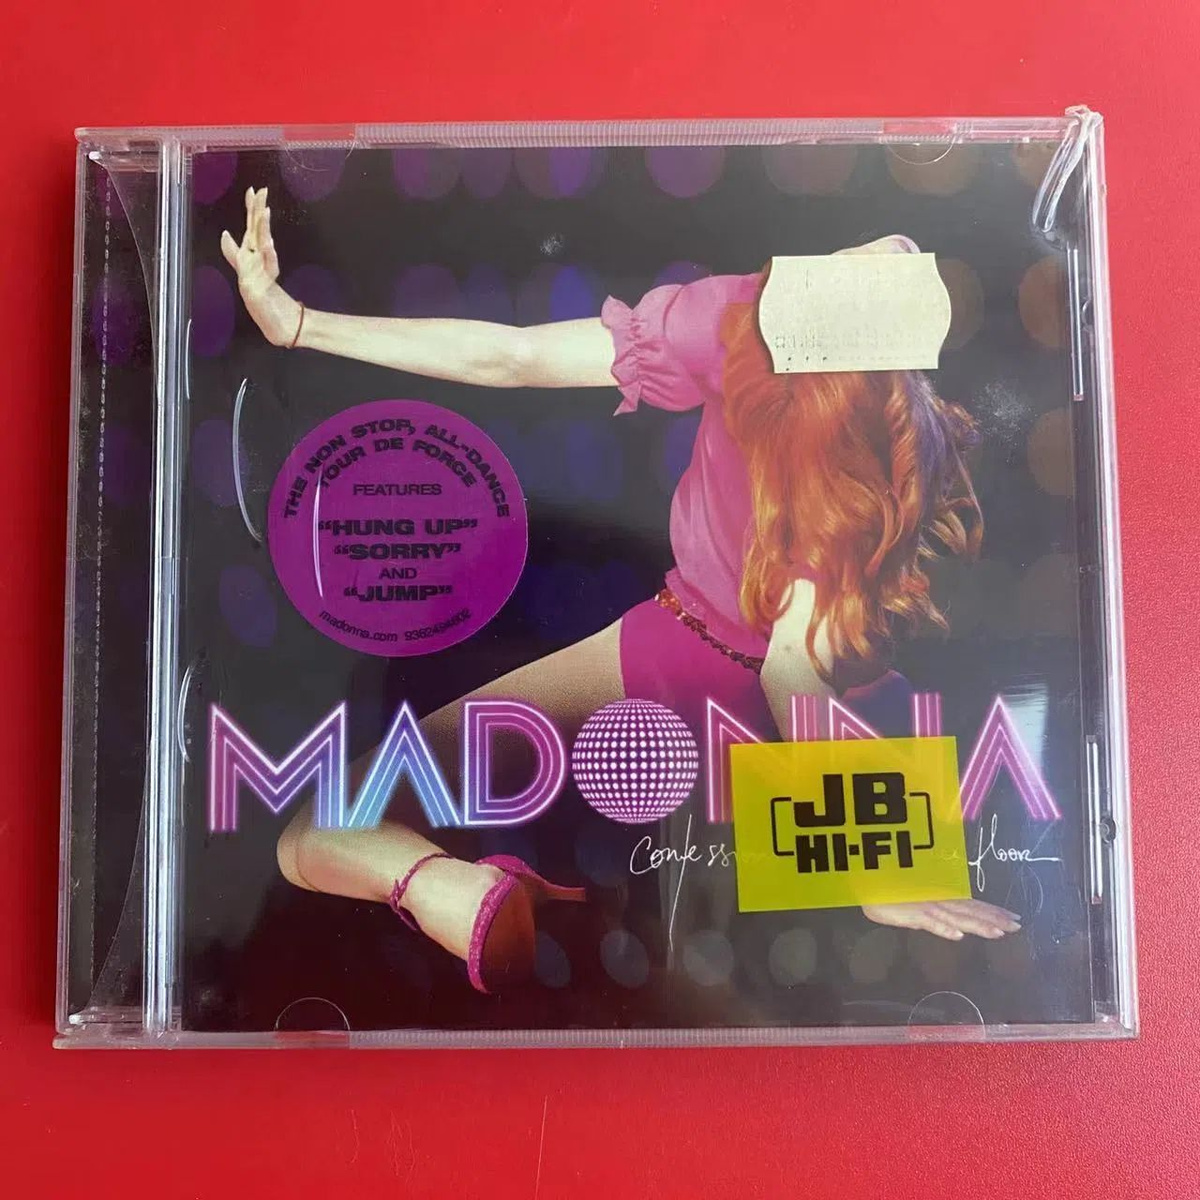 THE NON STOP, ALL-DANCE
TOUR DE FORCE
FEATURES
“HUNG UP”
“SORRY”
AND
“JUMP”
madonna.com
MADONNA
floor
JB
HI-FI